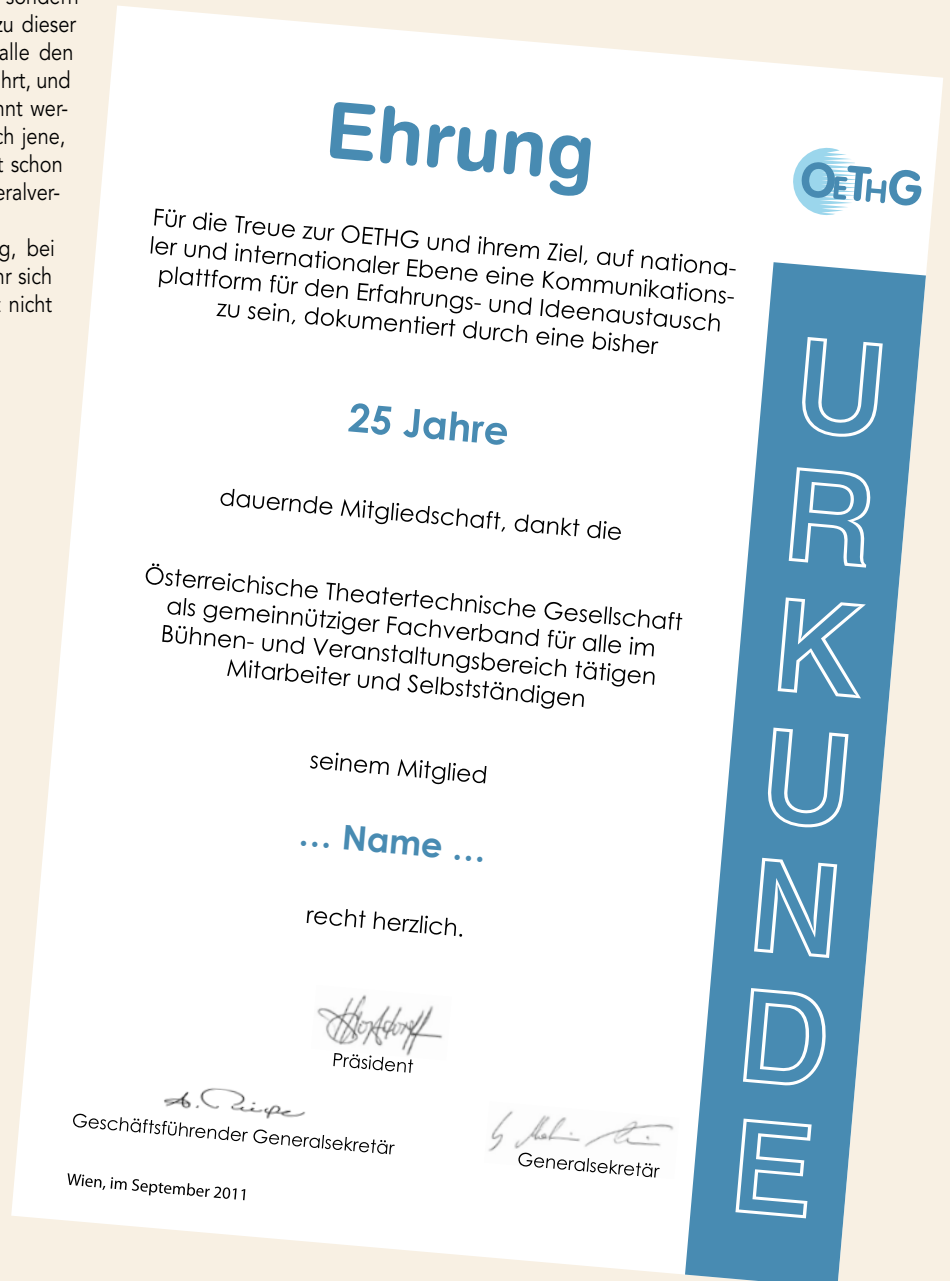 sondern
zu dieser
alle den
hrt, und
nnt wer-
ch jene,
t schon
eralver-
g, bei
hr sich
t nicht
Ehrung
OETHG
Für die Treue zur OETHG und ihrem Ziel, auf nationa-
ler und internationaler Ebene eine Kommunikations-
plattform für den Erfahrungs- und Ideenaustausch
zu sein, dokumentiert durch eine bisher
25 Jahre
dauernde Mitgliedschaft, dankt die
Österreichische Theatertechnische Gesellschaft
als gemeinnütziger Fachverband für alle im
Bühnen- und Veranstaltungsbereich tätigen
Mitarbeiter und Selbstständigen
seinem Mitglied
... Name ...
recht herzlich.
Präsident
Geschäftsführender Generalsekretär
Generalsekretär
Wien, im September 2011
URKUNDE